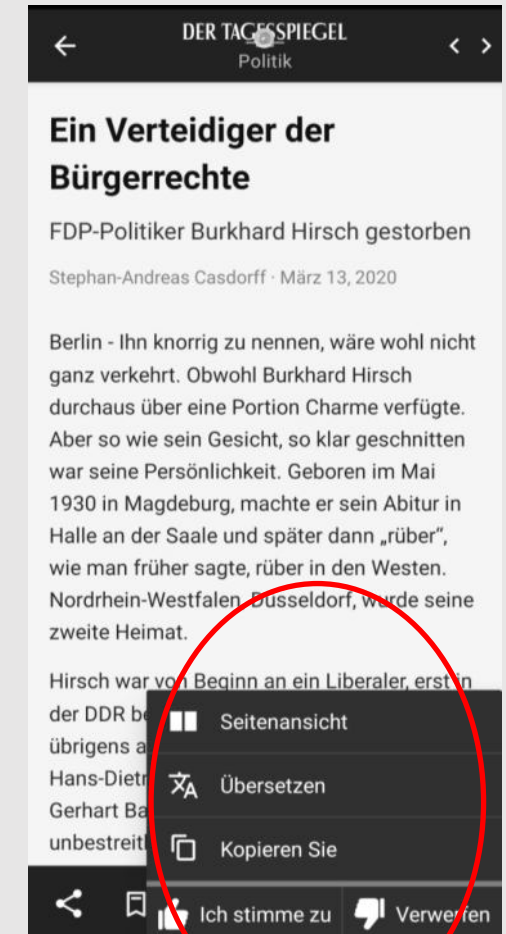 DER TAGESSPIEGEL
Politik
Ein Verteidiger der
Bürgerrechte
FDP-Politiker Burkhard Hirsch gestorben
Stephan-Andreas Casdorff · März 13, 2020
Berlin - Ihn knorrig zu nennen, wäre wohl nicht
ganz verkehrt. Obwohl Burkhard Hirsch
durchaus über eine Portion Charme verfügte.
Aber so wie sein Gesicht, so klar geschnitten
war seine Persönlichkeit. Geboren im Mai
1930 in Magdeburg, machte er sein Abitur in
Halle an der Saale und später dann „rüber“,
wie man früher sagte, rüber in den Westen.
Nordrhein-Westfalen, Düsseldorf, wurde seine
zweite Heimat.
Hirsch war von Beginn an ein Liberaler, erst in
der DDR
übrigens
Seitenansicht
Übersetzen
Kopieren Sie
Ich stimme zu
Verwerfen